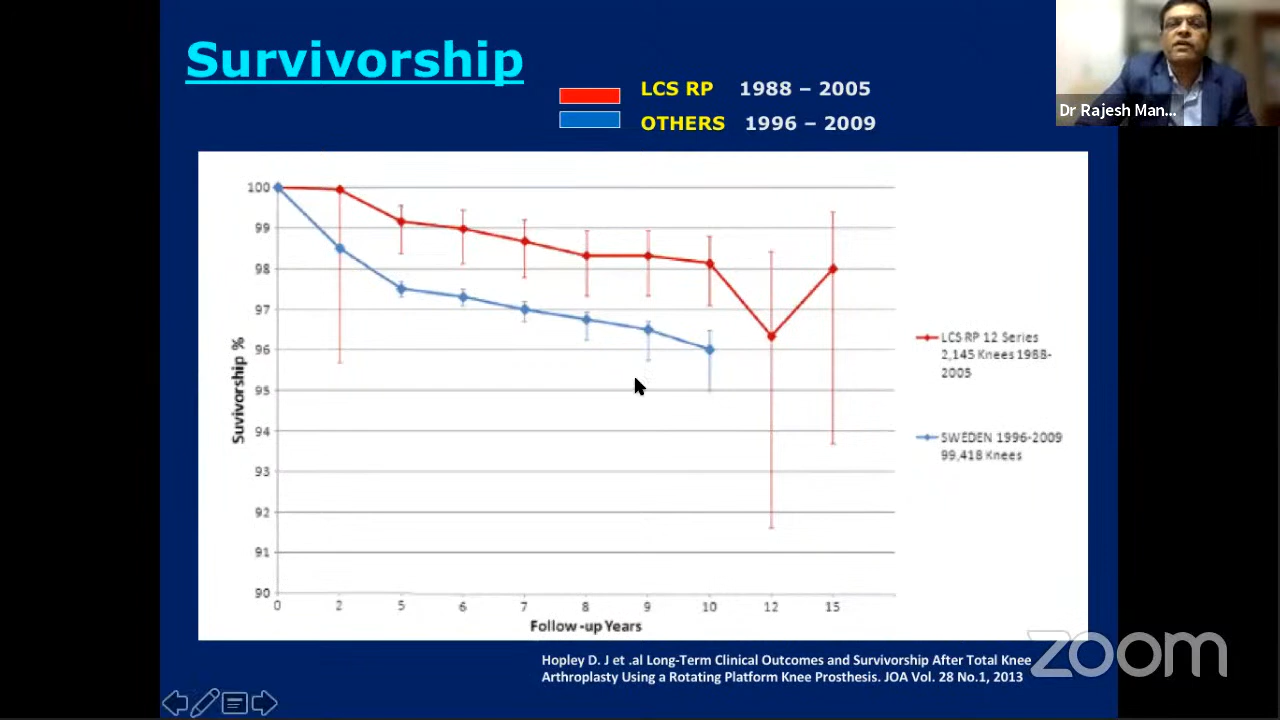 Survivorship
LCS RP 1988 – 2005
OTHERS 1996 – 2009
Dr Rajesh Man...
100
99
98
97
96
95
94
93
92
91
90
Suvivorship %
0 2 5 6 7 8 9 10 12 15
Follow -up Years
LCS RP 12 Series
2,145 Knees 1988-
2005
SWEDEN 1996-2009
99,418 Knees
Hopley D. J et .al Long-Term Clinical Outcomes and Survivorship After Total Knee
Arthroplasty Using a Rotating Platform Knee Prosthesis. JOA Vol. 28 No.1, 2013
zoom